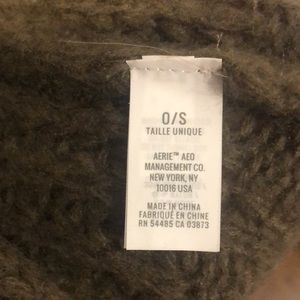 O/S
TAILLE UNIQUE
AERIE™ AEO
MANAGEMENT CO.
NEW YORK, NY
10016 USA
MADE IN CHINA
FABRIQUÉ EN CHINE
RN 54485 CA 03873